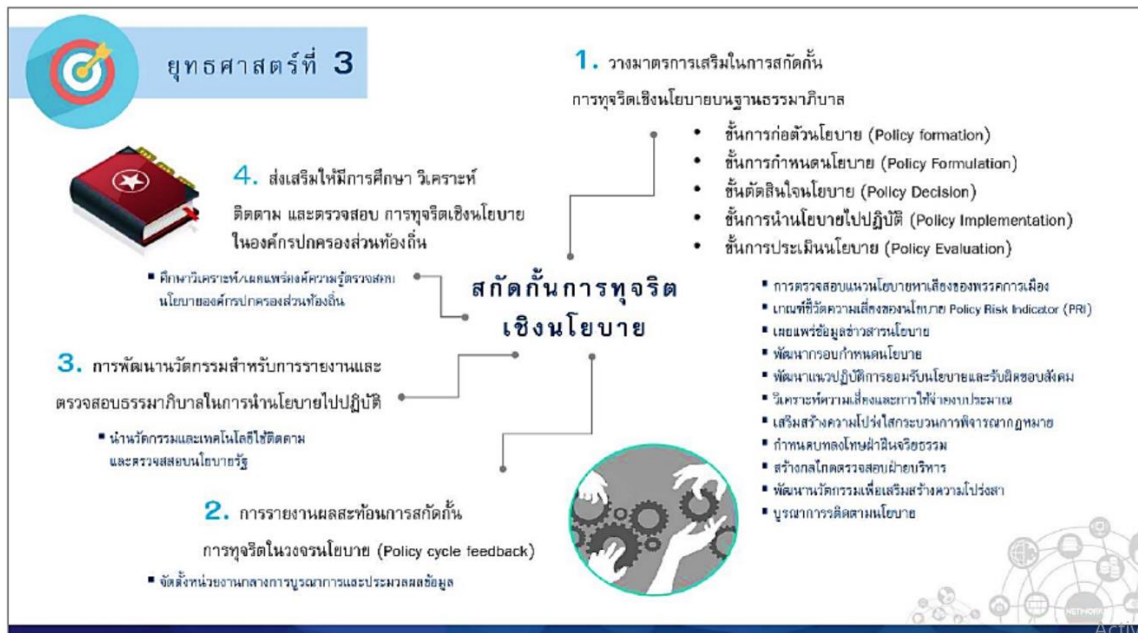 ยุทธศาสตร์ที่ 3
1. วางมาตรการเสริมในการสกัดกั้น
การทุจริตเชิงนโยบายบนฐานธรรมาภิบาล
• ขั้นการก่อตัวนโยบาย (Policy formation)
• ขั้นการกำหนดนโยบาย (Policy Formulation)
• ขั้นตัดสินใจนโยบาย (Policy Decision)
• ขั้นการนำนโยบายไปปฏิบัติ (Policy Implementation)
• ขั้นการประเมินนโยบาย (Policy Evaluation)
▪ การตรวจสอบแนวนโยบายหาเสียงของพรรคการเมือง
▪ เกณฑ์ชี้วัดความเสี่ยงของนโยบาย Policy Risk Indicator (PRI)
▪ เผยแพร่ข้อมูลข่าวสารนโยบาย
▪ พัฒนากรอบกำหนดนโยบาย
▪ พัฒนาแนวปฏิบัติการยอมรับนโยบายและรับผิดชอบสังคม
▪ วิเคราะห์ความเสี่ยงและการใช้จ่ายงบประมาณ
▪ เสริมสร้างความโปร่งใสกระบวนการพิจารณากฎหมาย
▪ กำหนดบทลงโทษฝ่าฝืนจริยธรรม
▪ สร้างกลไกตรวจสอบฝ่ายบริหาร
▪ พัฒนานวัตกรรมเพื่อเสริมสร้างความโปร่งสา
▪ บูรณาการรติดตามนโยบาย
สกัดกั้นการทุจริต
เชิงนโยบาย
4. ส่งเสริมให้มีการศึกษา วิเคราะห์
ติดตาม และตรวจสอบ การทุจริตเชิงนโยบาย
ในองค์กรปกครองส่วนท้องถิ่น
▪ ศึกษาวิเคราะห์/เผยแพร่องค์ความรู้ตรวจสอบ
นโยบายองค์กรปกครองส่วนท้องถิ่น
3. การพัฒนานวัตกรรมสำหรับการรายงานและ
ตรวจสอบธรรมาภิบาลในการนำนโยบายไปปฏิบัติ
▪ นำนวัตกรรมและเทคโนโลยีใช้ติดตาม
และตรวจสสอบนโยบายรัฐ
2. การรายงานผลสะท้อนการสกัดกั้น
การทุจริตในวงจรนโยบาย (Policy cycle feedback)
▪ จัดตั้งหน่วยงานกลางการบูรณาการและประมวลผลข้อมูล
NETWORK
Activ